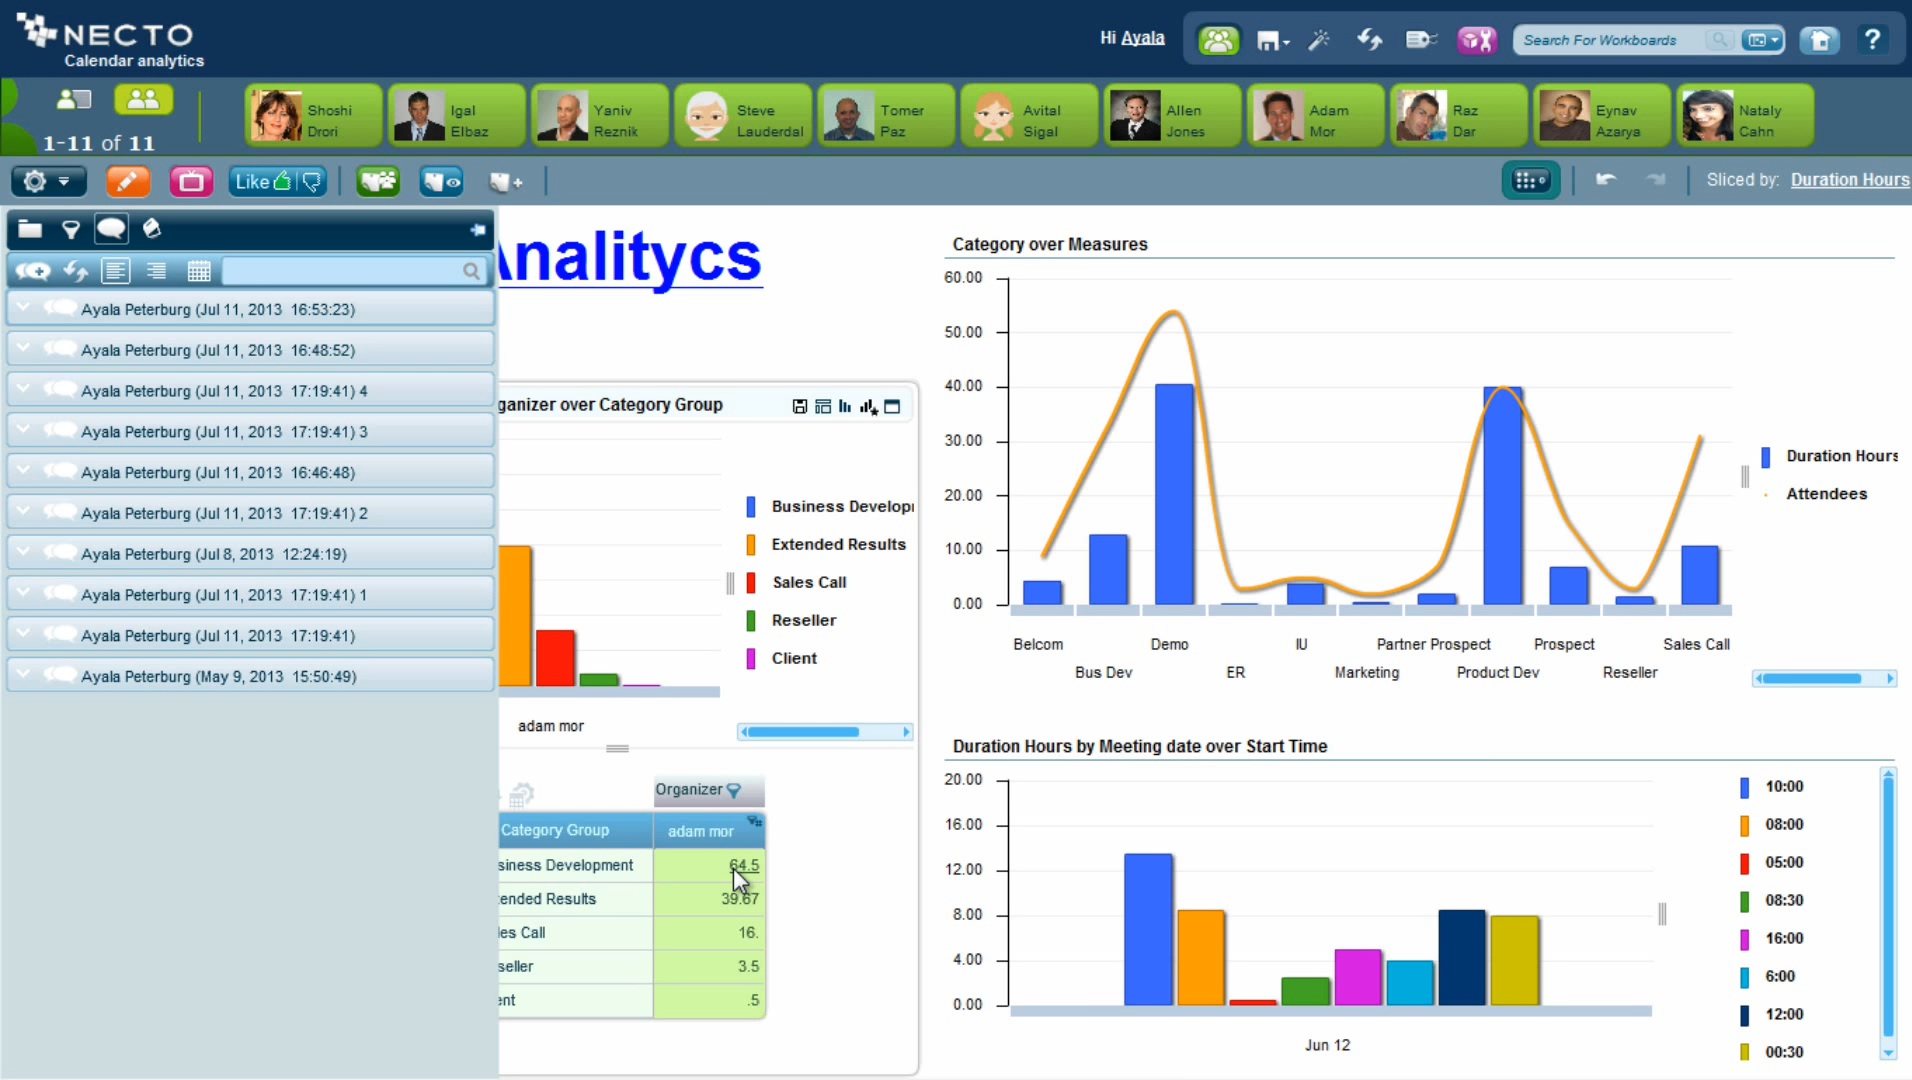 NECTO
Calendar analytics
Hi Ayala
Search For Workboards
?
1-11 of 11
Shoshi Drori
Igal Elbaz
Yaniv Reznik
Steve Lauderdal
Tomer Paz
Avital Sigal
Allen Jones
Adam Mor
Raz Dar
Eynav Azarya
Nataly Cahn
Like
Sliced by: Duration Hours
Ayala Peterburg (Jul 11, 2013 16:53:23)
Ayala Peterburg (Jul 11, 2013 16:48:52)
Ayala Peterburg (Jul 11, 2013 17:19:41) 4
Ayala Peterburg (Jul 11, 2013 17:19:41) 3
Ayala Peterburg (Jul 11, 2013 16:46:48)
Ayala Peterburg (Jul 11, 2013 17:19:41) 2
Ayala Peterburg (Jul 8, 2013 12:24:19)
Ayala Peterburg (Jul 11, 2013 17:19:41) 1
Ayala Peterburg (Jul 11, 2013 17:19:41)
Ayala Peterburg (May 9, 2013 15:50:49)
Analitycs
ganizer over Category Group
Business Develop
Extended Results
Sales Call
Reseller
Client
adam mor
Organizer
Category Group adam mor
siness Development 64.5
ended Results 39.67
les Call 16.
seller 3.5
ent .5
Category over Measures
60.00
50.00
40.00
30.00
20.00
10.00
0.00
Belcom
Bus Dev
Demo
ER
IU
Marketing
Partner Prospect
Product Dev
Prospect
Reseller
Sales Call
Duration Hours
Attendees
Duration Hours by Meeting date over Start Time
20.00
16.00
12.00
8.00
4.00
0.00
Jun 12
10:00
08:00
05:00
08:30
16:00
6:00
12:00
00:30